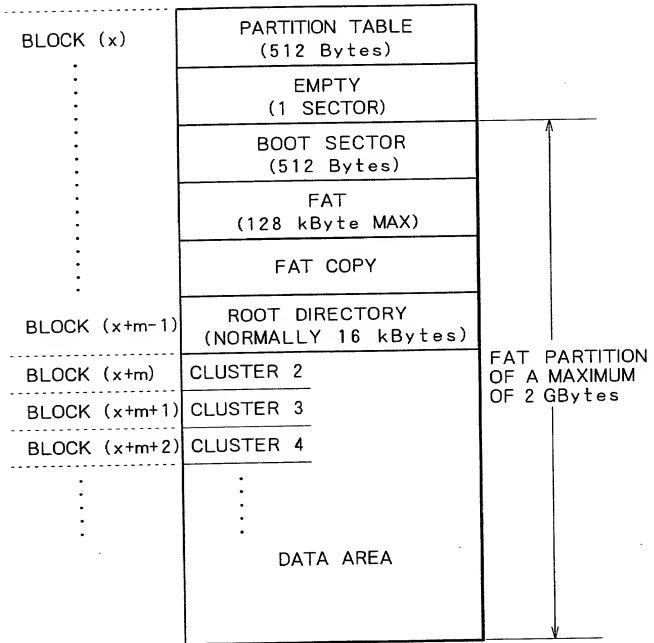 BLOCK (x)
PARTITION TABLE
(512 Bytes)
EMPTY
(1 SECTOR)
BOOT SECTOR
(512 Bytes)
FAT
(128 kByte MAX)
FAT COPY
BLOCK (x+m-1)
ROOT DIRECTORY
(NORMALLY 16 kBytes)
BLOCK (x+m)
CLUSTER 2
BLOCK (x+m+1)
CLUSTER 3
BLOCK (x+m+2)
CLUSTER 4
DATA AREA
FAT PARTITION
OF A MAXIMUM
OF 2 GBytes